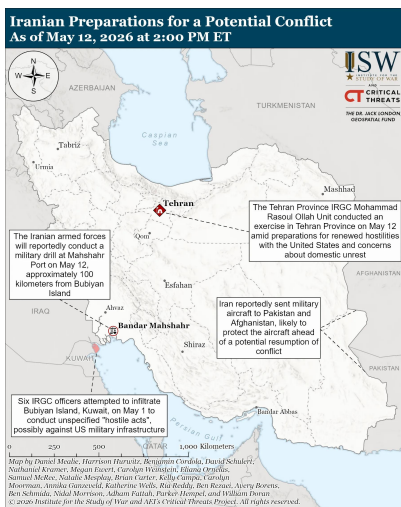 Iranian Preparations for a Potential Conflict
As of May 12, 2026 at 2:00 PM ET
N
W
E
S
ISW
INSTITUTE FOR THE
STUDY OF WAR
AND
CT CRITICAL
THREATS
THE DR. JACK LONDON
GEOSPATIAL FUND
AZERBAIJAN
TURKMENISTAN
Caspian
Sea
Tabriz
Urmia
Mashhad
Tehran
Qom
The Tehran Province IRGC Mohammad
Rasoul Ollah Unit conducted an
exercise in Tehran Province on May 12
amid preparations for renewed hostilities
with the United States and concerns
about domestic unrest
The Iranian armed forces
will reportedly conduct a
military drill at Mahshahr
Port on May 12,
approximately 100
kilometers from Bubiyan
Island
AFGHANISTAN
Esfahan
Iran reportedly sent military
aircraft to Pakistan and
Afghanistan, likely to
protect the aircraft ahead
of a potential resumption of
conflict
IRAQ
Ahvaz
Bandar Mahshahr
KUWAIT
Shiraz
PAKISTAN
Six IRGC officers attempted to infiltrate
Bubiyan Island, Kuwait, on May 1 to
conduct unspecified "hostile acts",
possibly against US military infrastructure
Bandar Abbas
Persian Gulf
QATAR
0 250 500 1,000 Kilometers
Map by Daniel Mealie, Harrison Hurwitz, Benjamin Cordola, David Schulert,
Nathaniel Kramer, Megan Ewert, Carolyn Weinstein, Eliana Ornelas,
Samuel McRee, Natalie Mesplay, Brian Carter, Kelly Campa, Carolyn
Moorman, Annika Ganzeveld, Katherine Wells, Ria Reddy, Ben Rezaei, Avery Borens,
Ben Schmida, Nidal Morrison, Adham Fattah, Parker Hempel, and William Doran
© 2026 Institute for the Study of War and AEI's Critical Threats Project. All rights reserved.